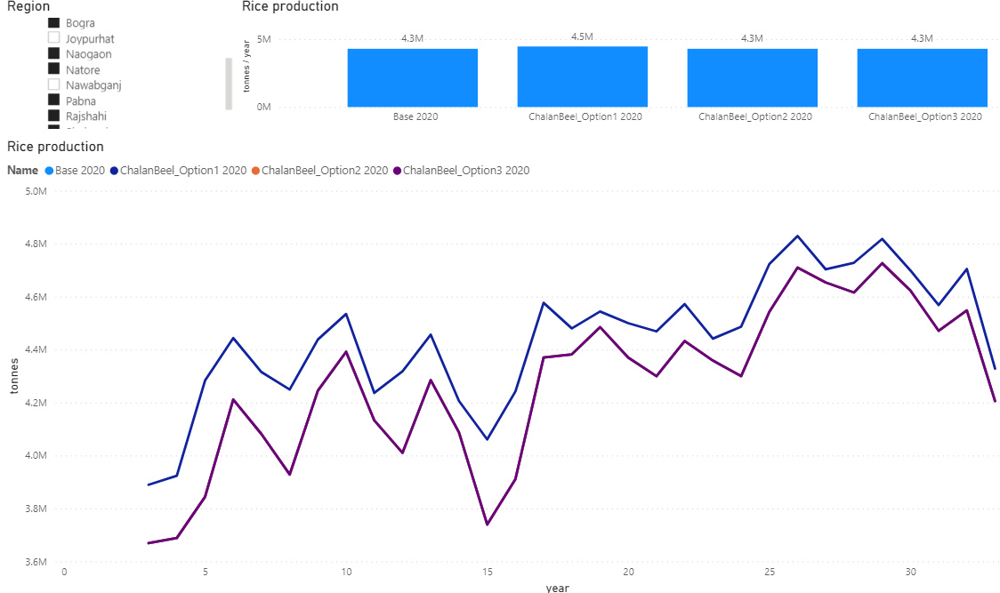 Region
Bogra
Joypurhat
Naogaon
Natore
Nawabganj
Pabna
Rajshahi
Rice production
tonnes / year
5M
0M
4.3M
4.5M
4.3M
4.3M
Base 2020
ChalanBeel_Option1 2020
ChalanBeel_Option2 2020
ChalanBeel_Option3 2020
Rice production
Name Base 2020 ChalanBeel_Option1 2020 ChalanBeel_Option2 2020 ChalanBeel_Option3 2020
tonnes
5.0M
4.8M
4.6M
4.4M
4.2M
4.0M
3.8M
3.6M
0 5 10 15 20 25 30
year